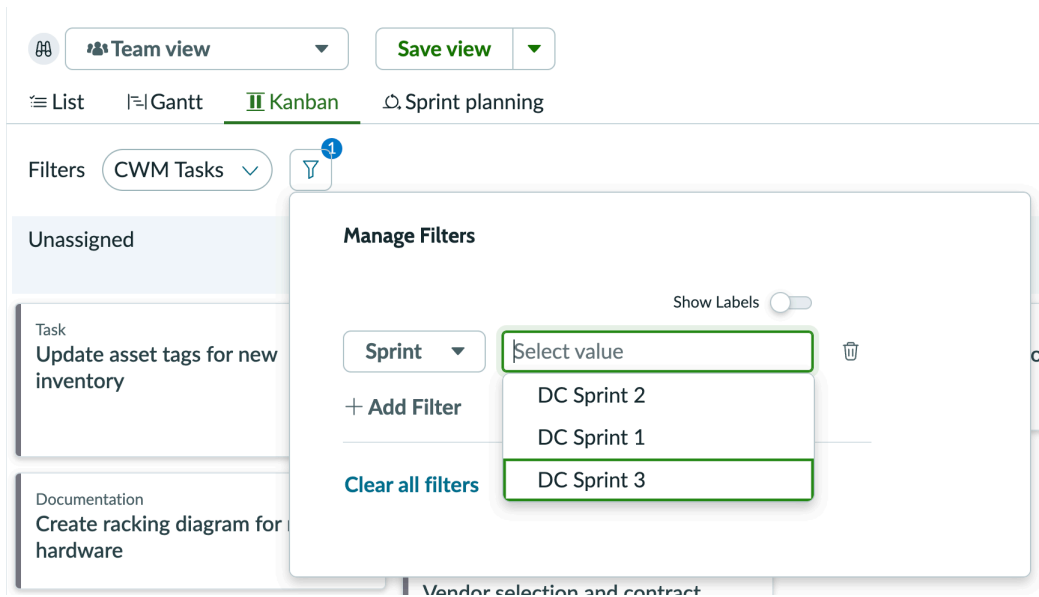 Team view
Save view
List
Gantt
Kanban
Sprint planning
Filters
CWM Tasks
1
Manage Filters
Unassigned
Show Labels
Task
Update asset tags for new
inventory
Sprint
Select value
DC Sprint 2
DC Sprint 1
DC Sprint 3
+ Add Filter
Clear all filters
Documentation
Create racking diagram for
hardware
Vendor selection and contract